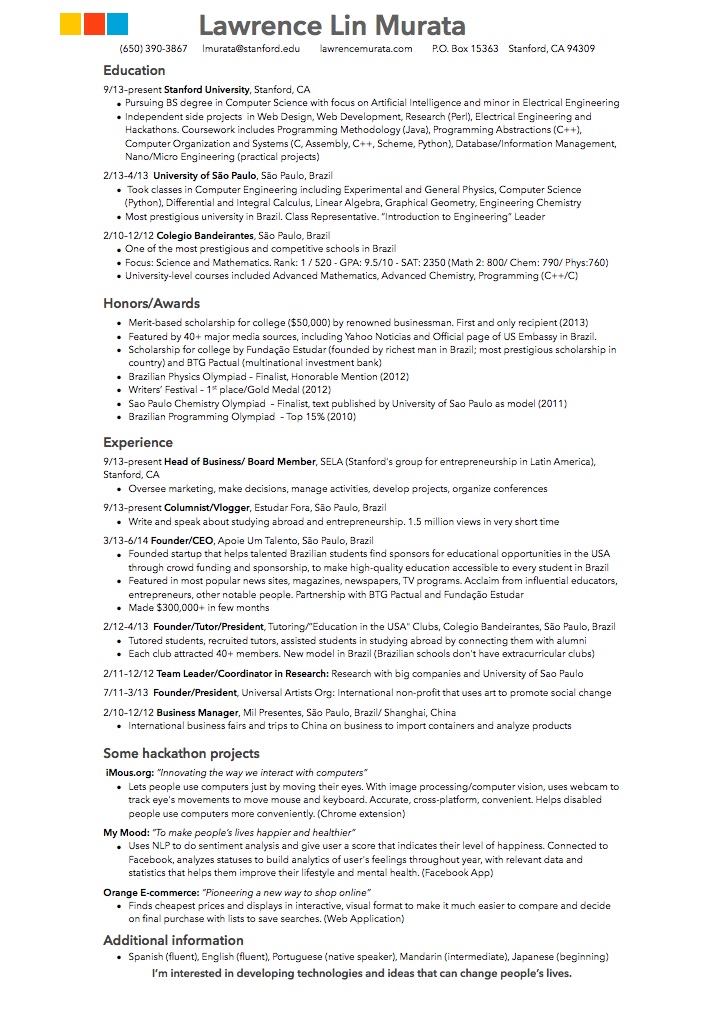 Lawrence Lin Murata
(650) 390-3867 lmurata@stanford.edu lawrencemurata.com P.O. Box 15363 Stanford, CA 94309
Education
9/13-present Stanford University, Stanford, CA
• Pursuing BS degree in Computer Science with focus on Artificial Intelligence and minor in Electrical Engineering
• Independent side projects in Web Design, Web Development, Research (Perl), Electrical Engineering and
Hackathons. Coursework includes Programming Methodology (Java), Programming Abstractions (C++),
Computer Organization and Systems (C, Assembly, C++, Scheme, Python), Database/Information Management,
Nano/Micro Engineering (practical projects)
2/13-4/13 University of São Paulo, São Paulo, Brazil
• Took classes in Computer Engineering including Experimental and General Physics, Computer Science
(Python), Differential and Integral Calculus, Linear Algebra, Graphical Geometry, Engineering Chemistry
• Most prestigious university in Brazil. Class Representative. "Introduction to Engineering" Leader
2/10-12/12 Colegio Bandeirantes, São Paulo, Brazil
• One of the most prestigious and competitive schools in Brazil
• Focus: Science and Mathematics. Rank: 1 / 520 - GPA: 9.5/10 - SAT: 2350 (Math 2: 800/ Chem: 790/ Phys:760)
• University-level courses included Advanced Mathematics, Advanced Chemistry, Programming (C++/C)
Honors/Awards
• Merit-based scholarship for college ($50,000) by renowned businessman. First and only recipient (2013)
• Featured by 40+ major media sources, including Yahoo Noticias and Official page of US Embassy in Brazil.
• Scholarship for college by Fundação Estudar (founded by richest man in Brazil; most prestigious scholarship in
country) and BTG Pactual (multinational investment bank)
• Brazilian Physics Olympiad – Finalist, Honorable Mention (2012)
• Writers' Festival – 1st place/Gold Medal (2012)
• Sao Paulo Chemistry Olympiad – Finalist, text published by University of Sao Paulo as model (2011)
• Brazilian Programming Olympiad – Top 15% (2010)
Experience
9/13-present Head of Business/ Board Member, SELA (Stanford's group for entrepreneurship in Latin America),
Stanford, CA
• Oversee marketing, make decisions, manage activities, develop projects, organize conferences
9/13-present Columnist/Vlogger, Estudar Fora, São Paulo, Brazil
• Write and speak about studying abroad and entrepreneurship. 1.5 million views in very short time
3/13-6/14 Founder/CEO, Apoie Um Talento, São Paulo, Brazil
• Founded startup that helps talented Brazilian students find sponsors for educational opportunities in the USA
through crowd funding and sponsorship, to make high-quality education accessible to every student in Brazil
• Featured in most popular news sites, magazines, newspapers, TV programs. Acclaim from influential educators,
entrepreneurs, other notable people. Partnership with BTG Pactual and Fundação Estudar
• Made $300,000+ in few months
2/12-4/13 Founder/Tutor/President, Tutoring/"Education in the USA" Clubs, Colegio Bandeirantes, São Paulo, Brazil
• Tutored students, recruited tutors, assisted students in studying abroad by connecting them with alumni
• Each club attracted 40+ members. New model in Brazil (Brazilian schools don't have extracurricular clubs)
2/11-12/12 Team Leader/Coordinator in Research: Research with big companies and University of Sao Paulo
7/11-3/13 Founder/President, Universal Artists Org: International non-profit that uses art to promote social change
2/10-12/12 Business Manager, Mil Presentes, São Paulo, Brazil/ Shanghai, China
• International business fairs and trips to China on business to import containers and analyze products
Some hackathon projects
iMous.org: "Innovating the way we interact with computers"
• Lets people use computers just by moving their eyes. With image processing/computer vision, uses webcam to
track eye's movements to move mouse and keyboard. Accurate, cross-platform, convenient. Helps disabled
people use computers more conveniently. (Chrome extension)
My Mood: "To make people's lives happier and healthier"
• Uses NLP to do sentiment analysis and give user a score that indicates their level of happiness. Connected to
Facebook, analyzes statuses to build analytics of user's feelings throughout year, with relevant data and
statistics that helps them improve their lifestyle and mental health. (Facebook App)
Orange E-commerce: "Pioneering a new way to shop online"
• Finds cheapest prices and displays in interactive, visual format to make it much easier to compare and decide
on final purchase with lists to save searches. (Web Application)
Additional information
• Spanish (fluent), English (fluent), Portuguese (native speaker), Mandarin (intermediate), Japanese (beginning)
I'm interested in developing technologies and ideas that can change people's lives.